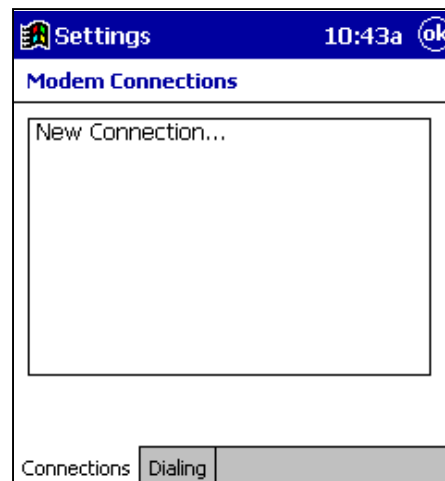 Settings 10:43a ok
Modem Connections
New Connection...
Connections Dialing